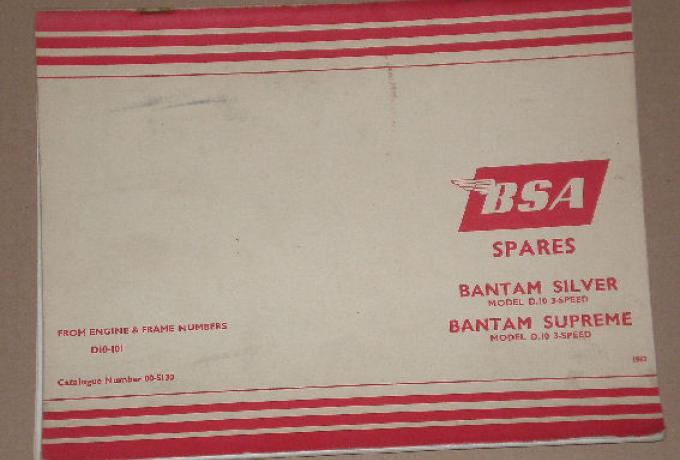 BSA
SPARES
BANTAM SILVER
MODEL D.10 3-SPEED
BANTAM SUPREME
MODEL D.10 3-SPEED
FROM ENGINE & FRAME NUMBERS
D10-101
Catalogue Number 00-5130